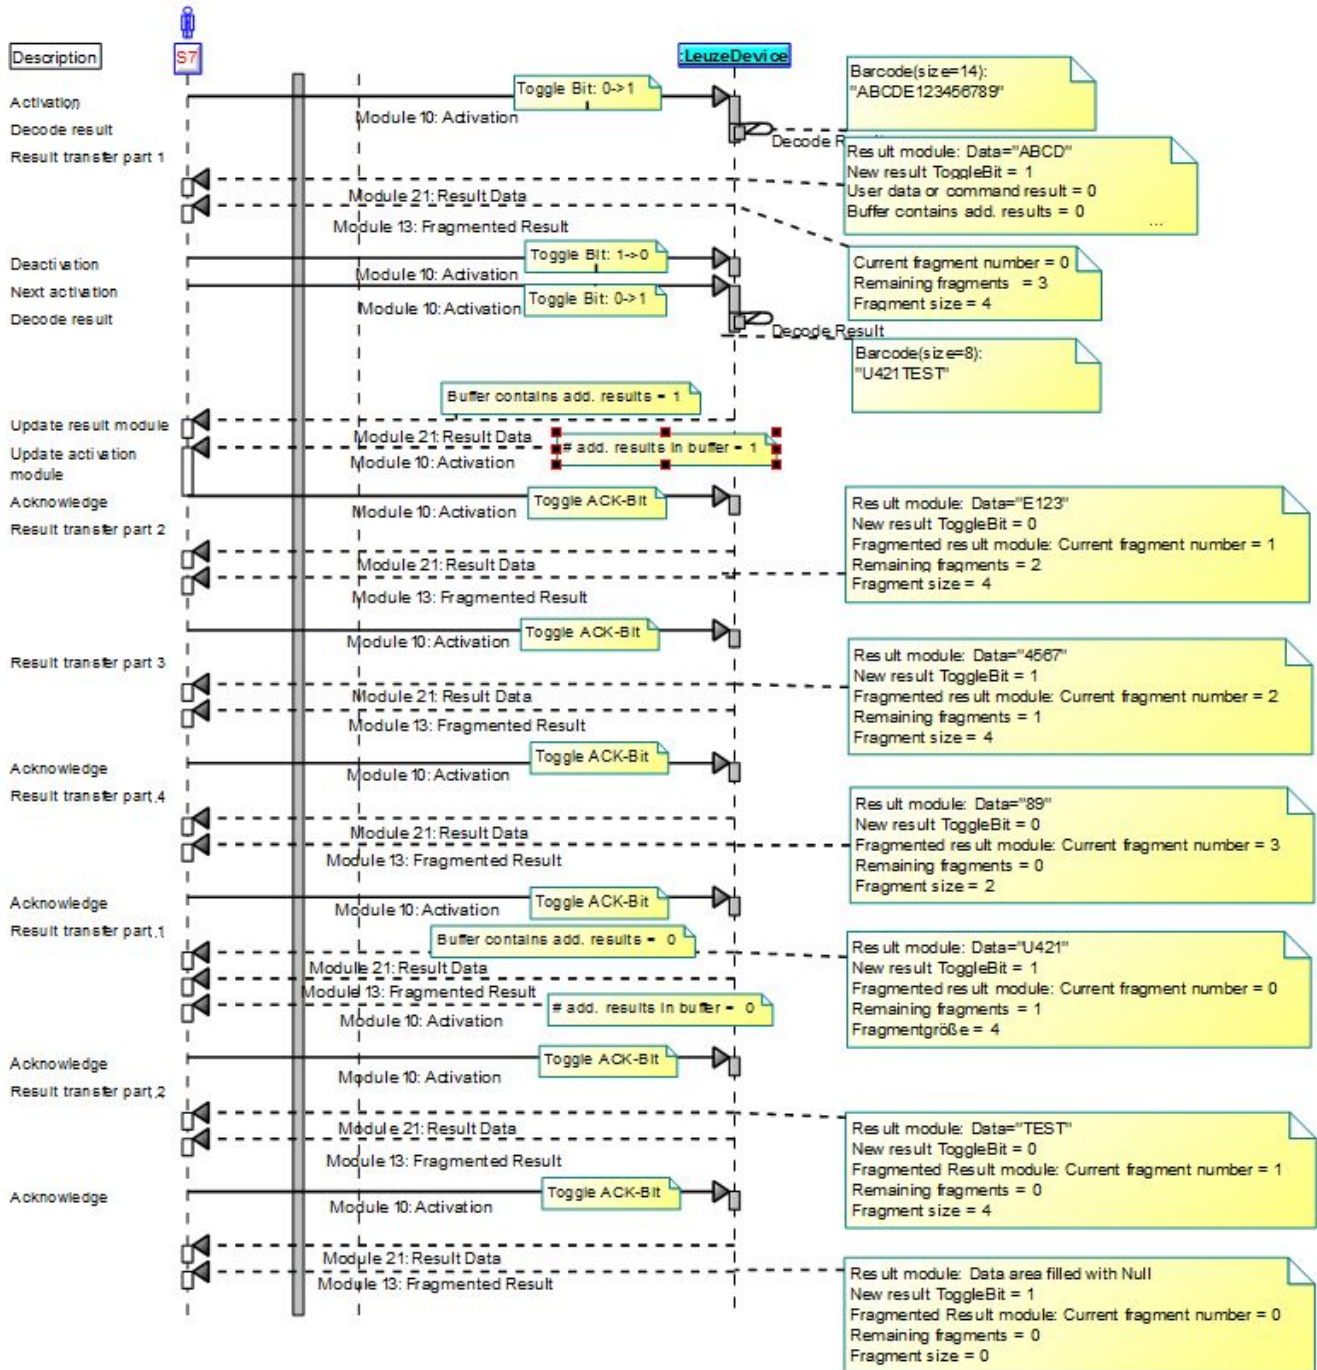 Description
S7
:LeuzeDevice
Activation
Toggle Bit: 0->1
Module 10: Activation
Barcode(size=14):
"ABCDE123456789"
Decode result
Decode R
Result transfer part 1
Result module: Data="ABCD"
New result ToggleBit = 1
User data or command result = 0
Buffer contains add. results = 0
...
Module 21: Result Data
Module 13: Fragmented Result
Current fragment number = 0
Remaining fragments = 3
Fragment size = 4
Deactivation
Toggle Bit: 1->0
Module 10: Activation
Next activation
Toggle Bit: 0->1
Module 10: Activation
Decode result
Decode Result
Barcode(size=8):
"U421TEST"
Buffer contains add. results = 1
Update result module
Module 21: Result Data
Update activation
module
# add. results in buffer = 1
Module 10: Activation
Acknowledge
Toggle ACK-Bit
Module 10: Activation
Result transfer part 2
Result module: Data="E123"
New result ToggleBit = 0
Fragmented result module: Current fragment number = 1
Remaining fragments = 2
Fragment size = 4
Module 21: Result Data
Module 13: Fragmented Result
Toggle ACK-Bit
Module 10: Activation
Result transfer part 3
Result module: Data="4567"
New result ToggleBit = 1
Fragmented result module: Current fragment number = 2
Remaining fragments = 1
Fragment size = 4
Module 21: Result Data
Module 13: Fragmented Result
Acknowledge
Toggle ACK-Bit
Module 10: Activation
Result transfer part.4
Result module: Data="89"
New result ToggleBit = 0
Fragmented result module: Current fragment number = 3
Remaining fragments = 0
Fragment size = 2
Module 21: Result Data
Module 13: Fragmented Result
Acknowledge
Toggle ACK-Bit
Module 10: Activation
Result transfer part.1
Buffer contains add. results = 0
Result module: Data="U421"
New result ToggleBit = 1
Fragmented result module: Current fragment number = 0
Remaining fragments = 1
Fragmentgröße = 4
Module 21: Result Data
Module 13: Fragmented Result
# add. results in buffer = 0
Module 10: Activation
Acknowledge
Toggle ACK-Bit
Module 10: Activation
Result transfer part.2
Result module: Data="TEST"
New result ToggleBit = 0
Fragmented Result module: Current fragment number = 1
Remaining fragments = 0
Fragment size = 4
Module 21: Result Data
Module 13: Fragmented Result
Acknowledge
Toggle ACK-Bit
Module 10: Activation
Module 21: Result Data
Module 13: Fragmented Result
Result module: Data area filled with Null
New result ToggleBit = 1
Fragmented Result module: Current fragment number = 0
Remaining fragments = 0
Fragment size = 0